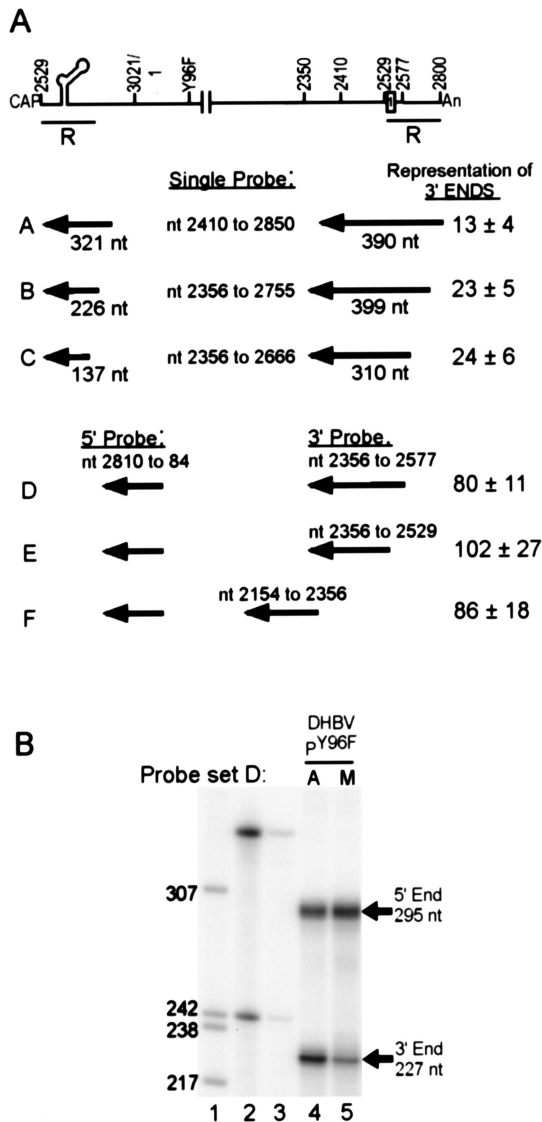 A
CAP 2529 3021/ 1 Y96F 2350 2410 2529 2577 2800 An
1
R R
Single Probe: Representation of
3' ENDS
A 321 nt nt 2410 to 2850 390 nt 13 ± 4
B 226 nt nt 2356 to 2755 399 nt 23 ± 5
C 137 nt nt 2356 to 2666 310 nt 24 ± 6
5' Probe: 3' Probe.
nt 2810 to 84 nt 2356 to 2577
D 80 ± 11
nt 2356 to 2529
E 102 ± 27
nt 2154 to 2356
F 86 ± 18
B
DHBV
pY96F
Probe set D: A M
307
5' End
295 nt
242
238
3' End
227 nt
217
1 2 3 4 5